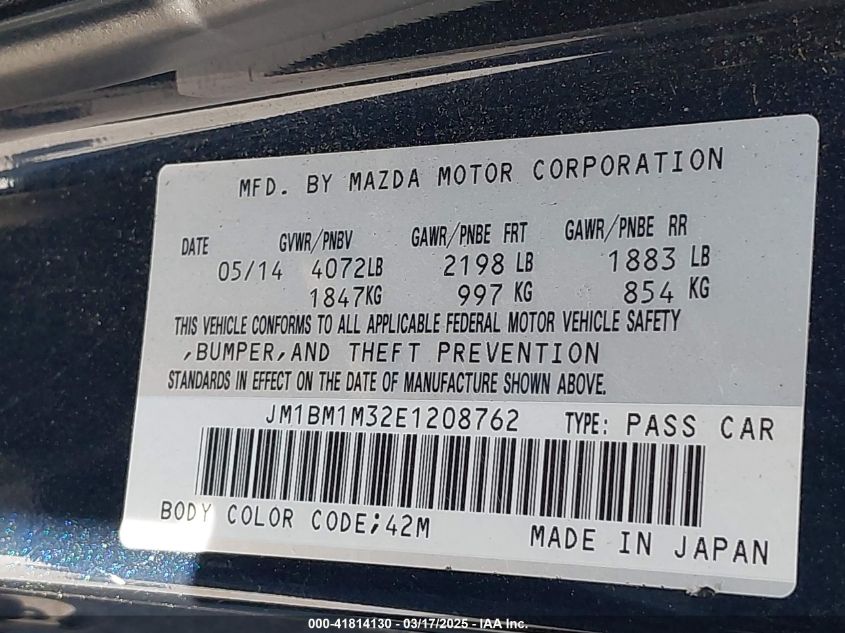 MFD. BY MAZDA MOTOR CORPORATION
DATE GVWR/PNBV GAWR/PNBE FRT GAWR/PNBE RR
05/14 4072LB 2198 LB 1883 LB
1847KG 997 KG 854 KG
THIS VEHICLE CONFORMS TO ALL APPLICABLE FEDERAL MOTOR VEHICLE SAFETY
,BUMPER,AND THEFT PREVENTION
STANDARDS IN EFFECT ON THE DATE OF MANUFACTURE SHOWN ABOVE.
JM1BM1M32E1208762 TYPE: PASS CAR
BODY COLOR CODE;42M
MADE IN JAPAN
000-41814130 - 03/17/2025 - IAA Inc.